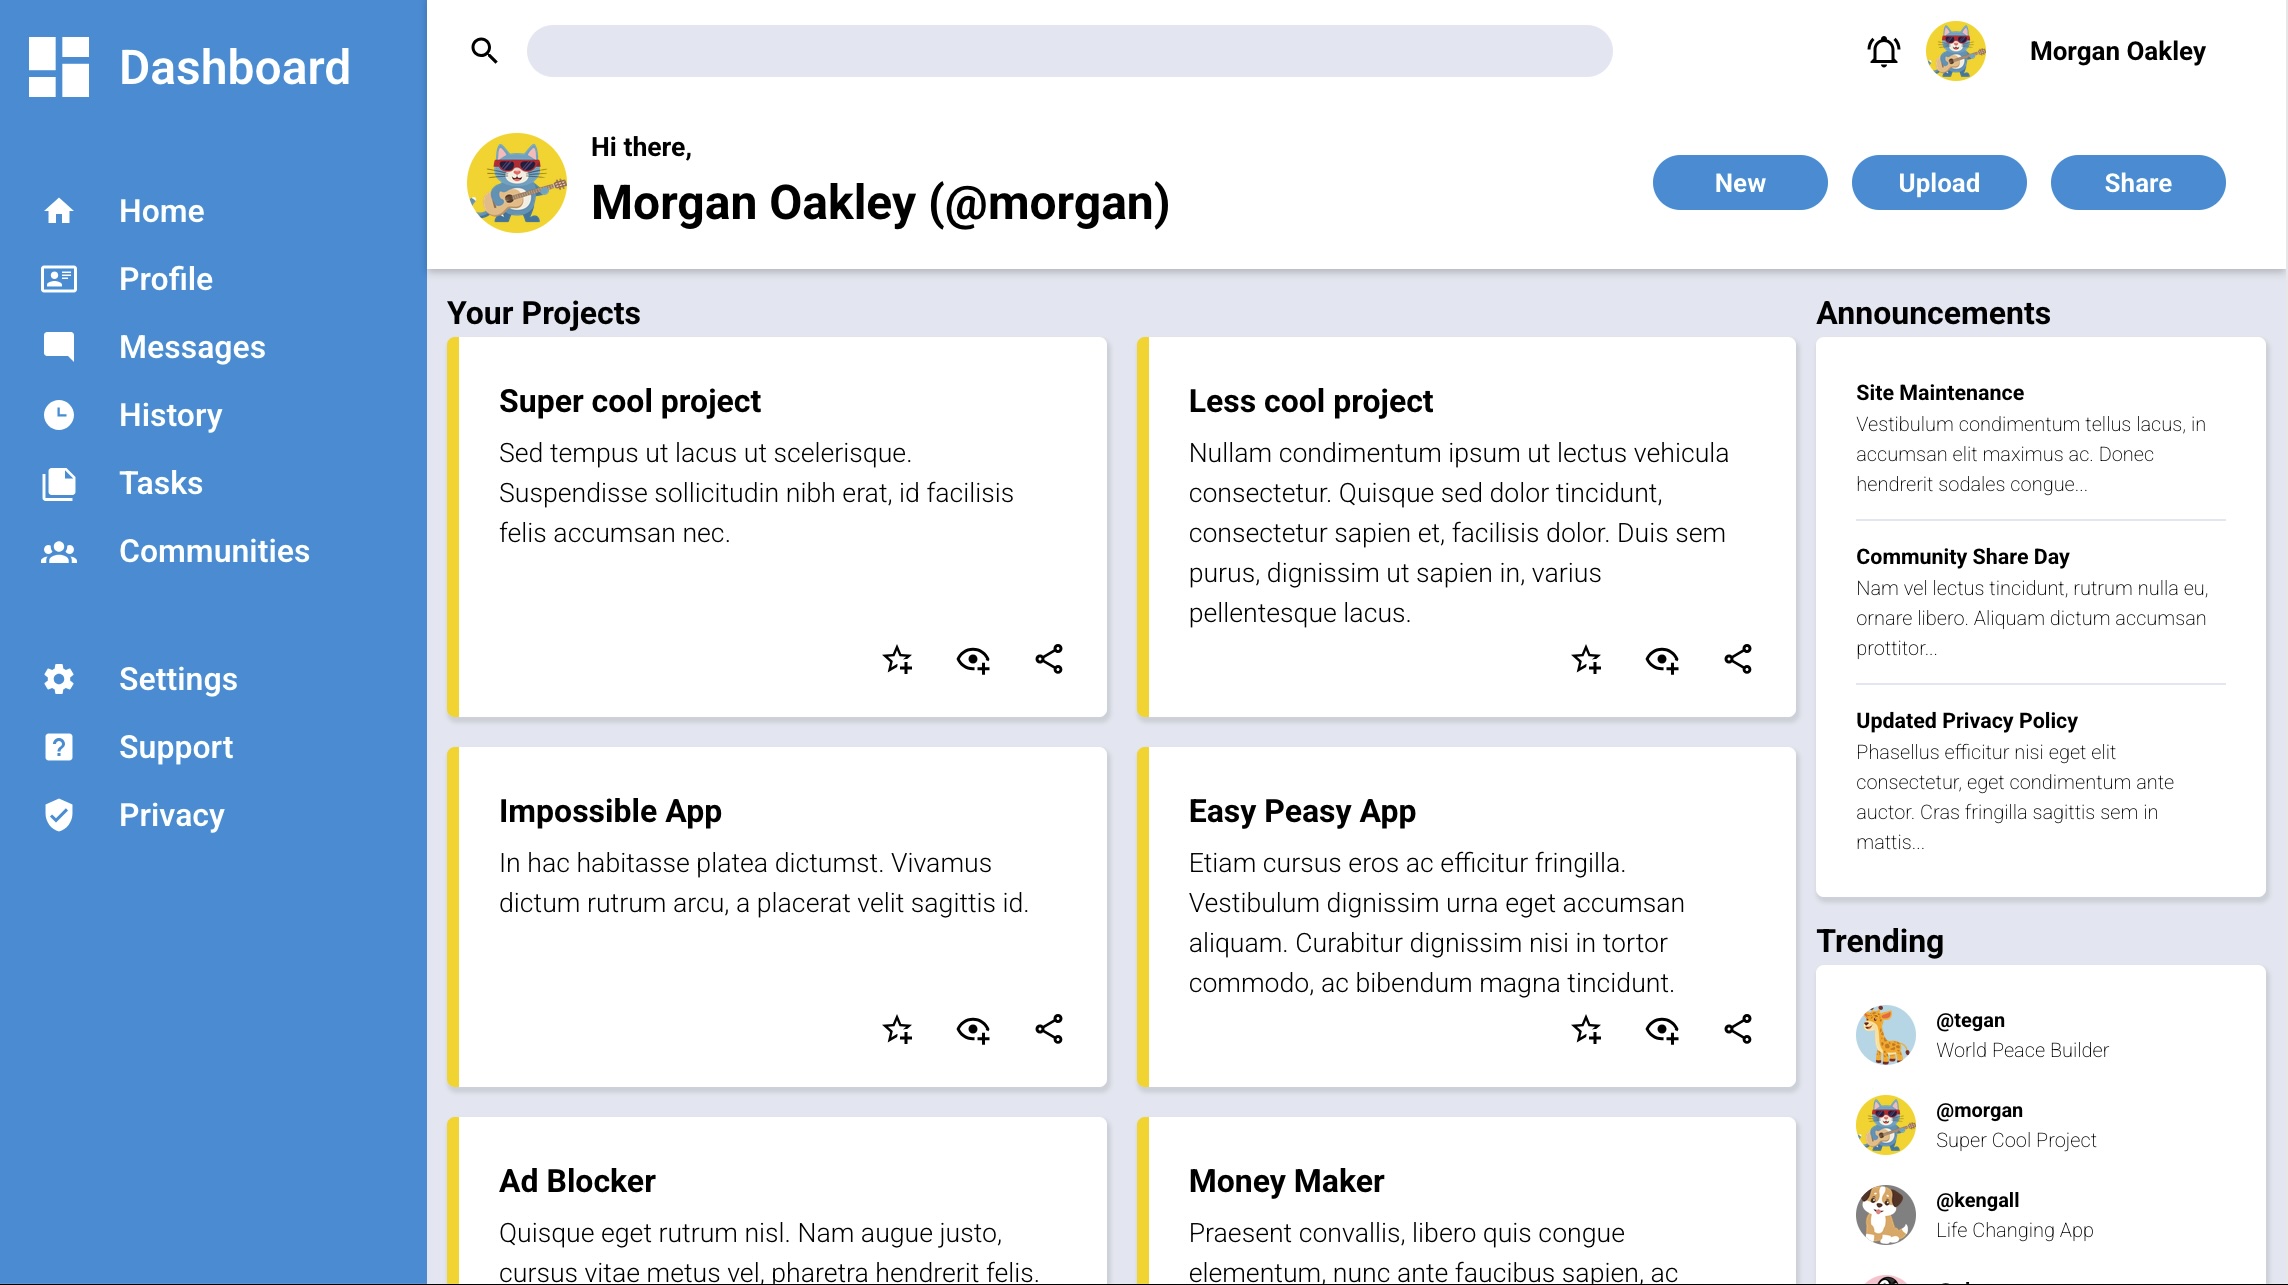 Dashboard
Home
Profile
Messages
History
Tasks
Communities
Settings
Support
Privacy
Morgan Oakley
Hi there,
Morgan Oakley (@morgan)
New
Upload
Share
Your Projects
Super cool project
Sed tempus ut lacus ut scelerisque.
Suspendisse sollicitudin nibh erat, id facilisis
felis accumsan nec.
Less cool project
Nullam condimentum ipsum ut lectus vehicula
consectetur. Quisque sed dolor tincidunt,
consectetur sapien et, facilisis dolor. Duis sem
purus, dignissim ut sapien in, varius
pellentesque lacus.
Impossible App
In hac habitasse platea dictumst. Vivamus
dictum rutrum arcu, a placerat velit sagittis id.
Easy Peasy App
Etiam cursus eros ac efficitur fringilla.
Vestibulum dignissim urna eget accumsan
aliquam. Curabitur dignissim nisi in tortor
commodo, ac bibendum magna tincidunt.
Ad Blocker
Quisque eget rutrum nisl. Nam augue justo,
cursus vitae metus vel, pharetra hendrerit felis.
Money Maker
Praesent convallis, libero quis congue
elementum, nunc ante faucibus sapien, ac
Announcements
Site Maintenance
Vestibulum condimentum tellus lacus, in
accumsan elit maximus ac. Donec
hendrerit sodales congue...
Community Share Day
Nam vel lectus tincidunt, rutrum nulla eu,
ornare libero. Aliquam dictum accumsan
prottitor...
Updated Privacy Policy
Phasellus efficitur nisi eget elit
consectetur, eget condimentum ante
auctor. Cras fringilla sagittis sem in
mattis...
Trending
@tegan
World Peace Builder
@morgan
Super Cool Project
@kengall
Life Changing App